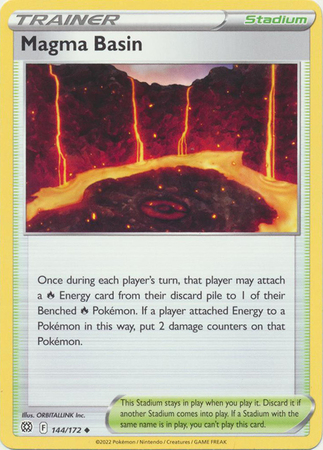 TRAINER Stadium
Magma Basin
Once during each player's turn, that player may attach
a Energy card from their discard pile to 1 of their
Benched Pokémon. If a player attached Energy to a
Pokémon in this way, put 2 damage counters on that
Pokémon.
This Stadium stays in play when you play it. Discard it if
another Stadium comes into play. If a Stadium with the
same name is in play, you can't play this card.
Illus. ORBITALLINK Inc.
F 144/172
©2022 Pokémon / Nintendo / Creatures / GAME FREAK